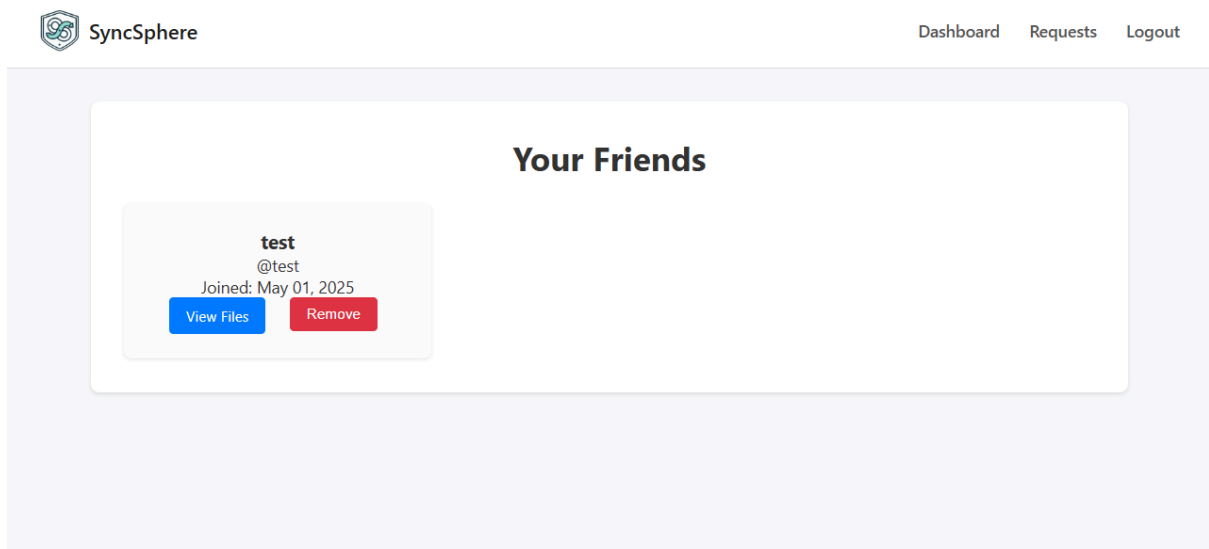 SyncSphere
Dashboard Requests Logout
Your Friends
test
@test
Joined: May 01, 2025
View Files Remove